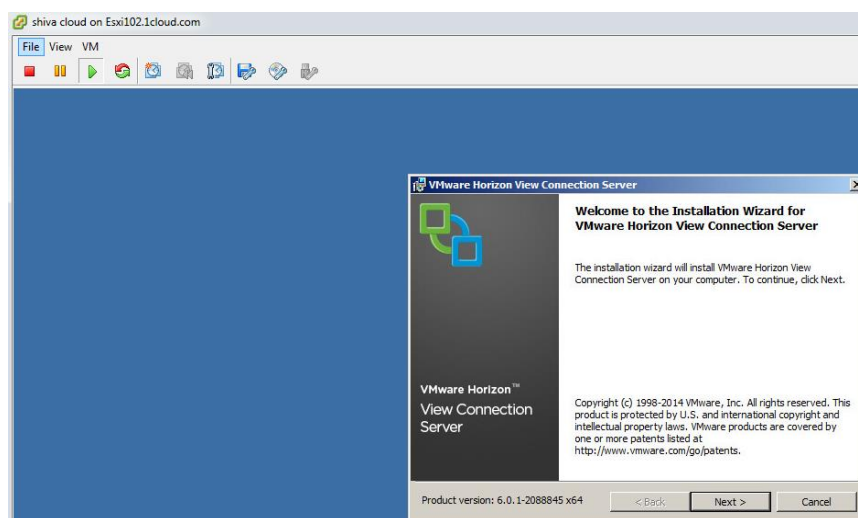 shiva cloud on Esxi102.1cloud.com
File View VM
VMware Horizon View Connection Server
Welcome to the Installation Wizard for
VMware Horizon View Connection Server
The installation wizard will install VMware Horizon View
Connection Server on your computer. To continue, click Next.
VMware Horizon™
View Connection
Server
Copyright (c) 1998-2014 VMware, Inc. All rights reserved. This
product is protected by U.S. and international copyright and
intellectual property laws. VMware products are covered by
one or more patents listed at
http://www.vmware.com/go/patents.
Product version: 6.0.1-2088845 x64
< Back
Next >
Cancel